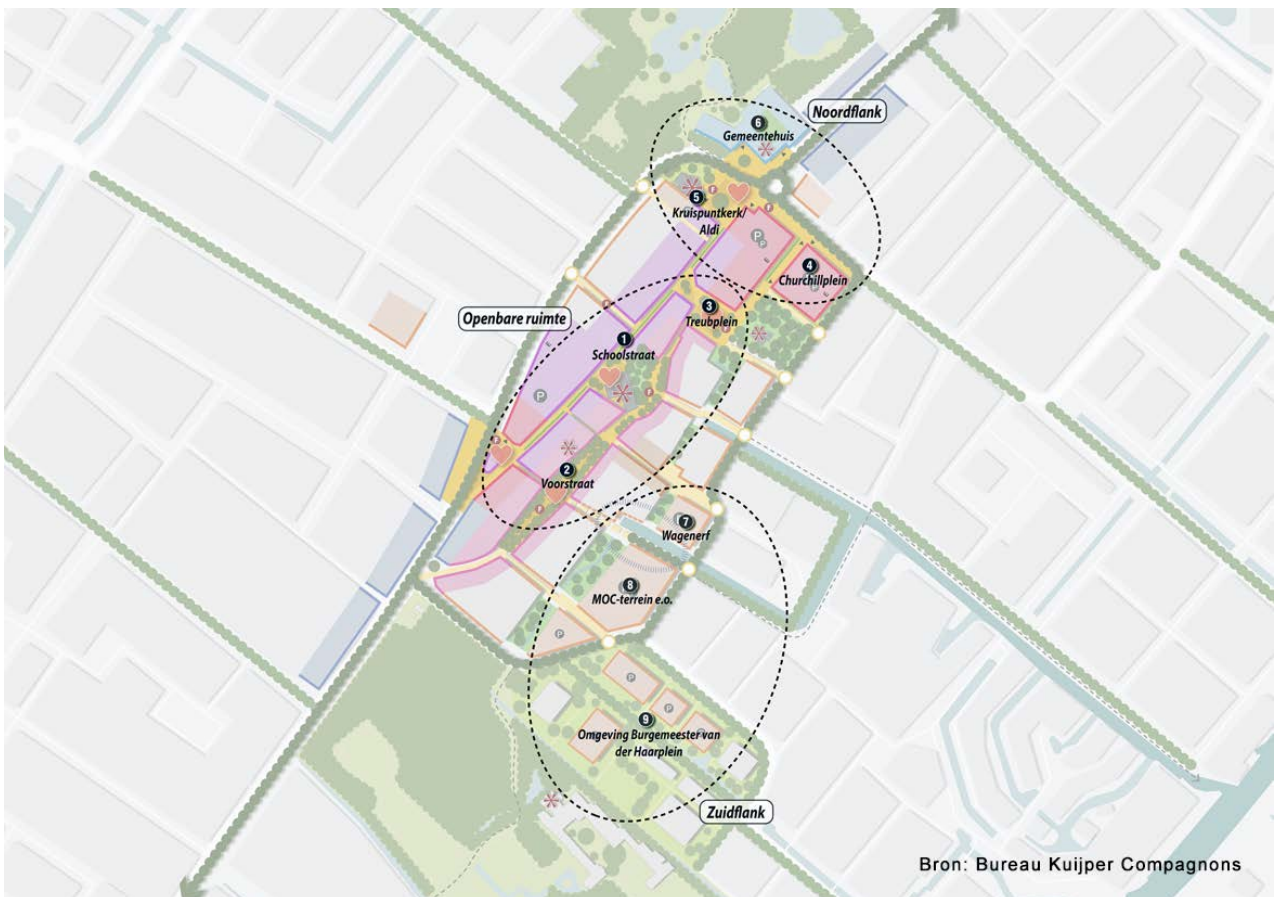 Noordflank
6
Gemeentehuis
5
Kruispuntkerk/
Aldi
4
Churchillplein
3
Treubplein
Openbare ruimte
1
Schoolstraat
2
Voorstraat
7
Wagenerf
8
MOC-terrein e.o.
9
Omgeving Burgemeester van
der Haarplein
Zuidflank
P
P
P
P
P
Bron: Bureau Kuijper Compagnons